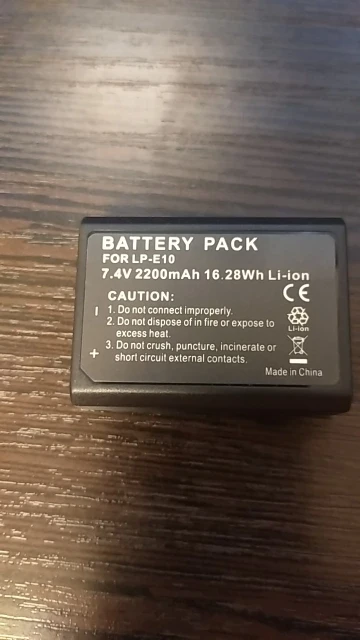 BATTERY PACK
FOR LP-E10
7.4V 2200mAh 16.28Wh Li-ion
CAUTION:
CE
1. Do not connect improperly.
2. Do not dispose of in fire or expose to
excess heat.
3. Do not crush, puncture, incinerate or
short circuit external contacts.
Li-ion
Made in China